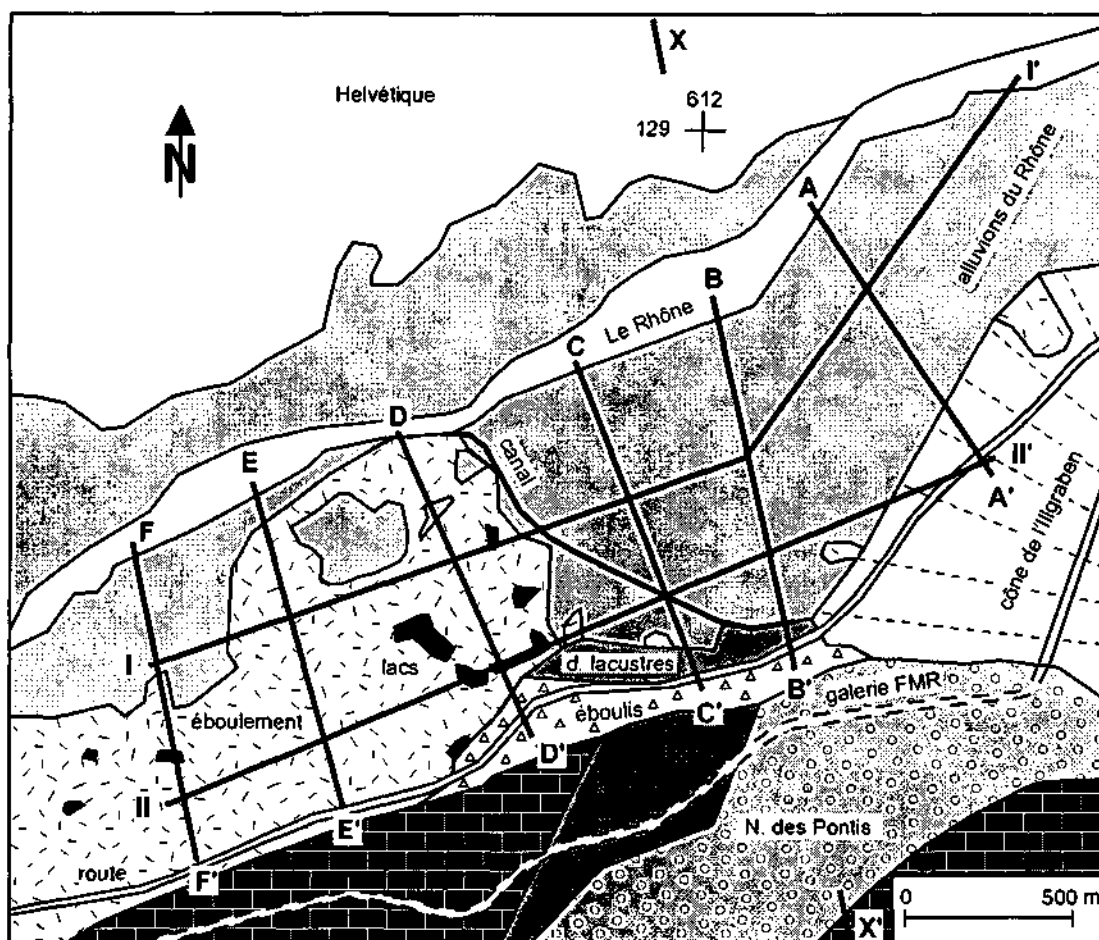 X
Helvétique
I'
612
129
N
A
alluvions du Rhône
B
Le Rhône
C
D
canal
II'
E
A'
F
cône de l'Illgraben
I
lacs
d. lacustres
B'
galerie FMR
éboulement
éboulis
C'
D'
II
E'
N. des Pontis
route
F'
0
500 m
X'